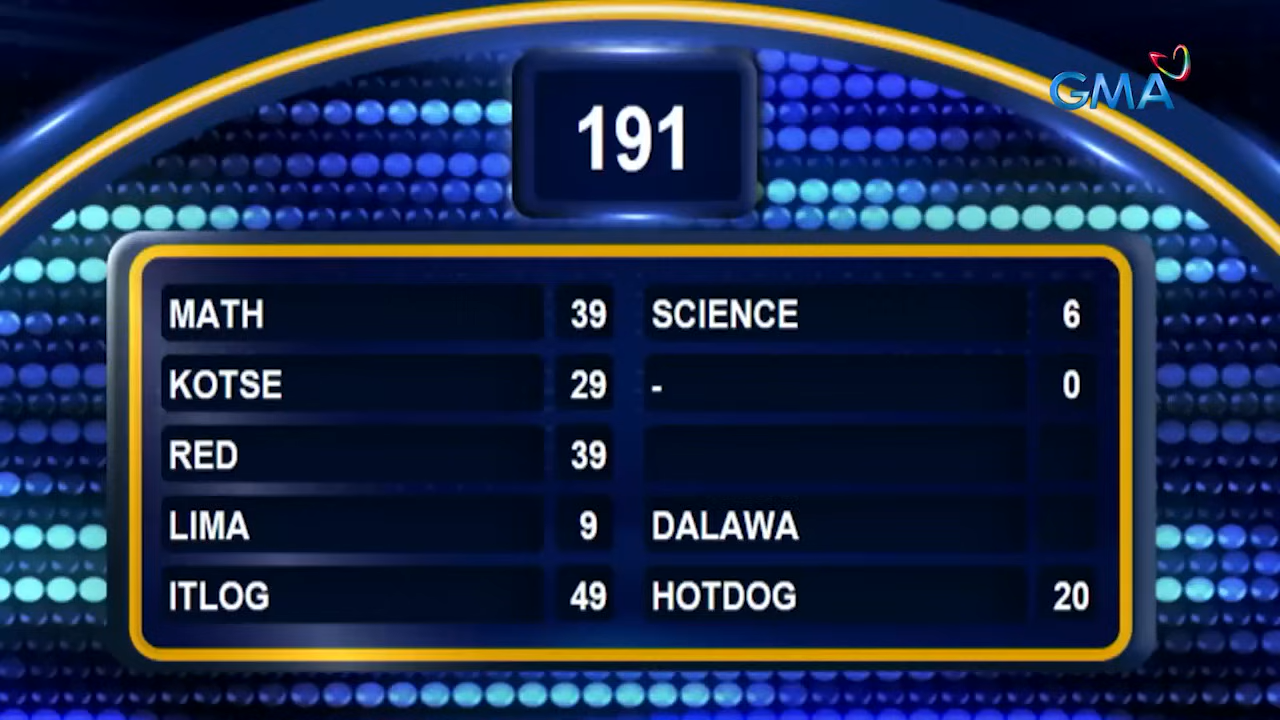 GMA
191
MATH 39 SCIENCE 6
KOTSE 29 - 0
RED 39
LIMA 9 DALAWA
ITLOG 49 HOTDOG 20